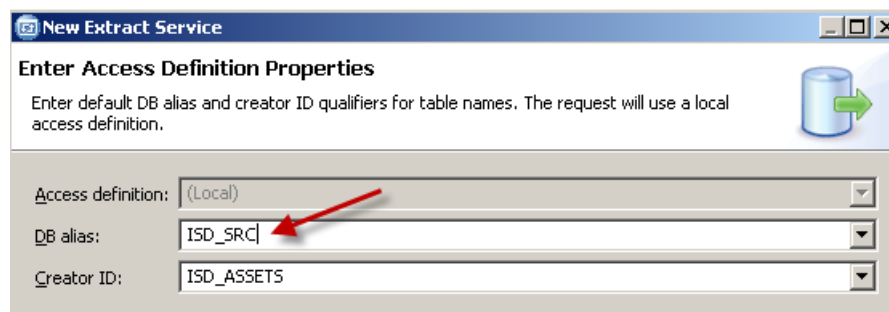 New Extract Service
Enter Access Definition Properties
Enter default DB alias and creator ID qualifiers for table names. The request will use a local
access definition.
Access definition: (Local)
DB alias: ISD_SRC
Creator ID: ISD_ASSETS